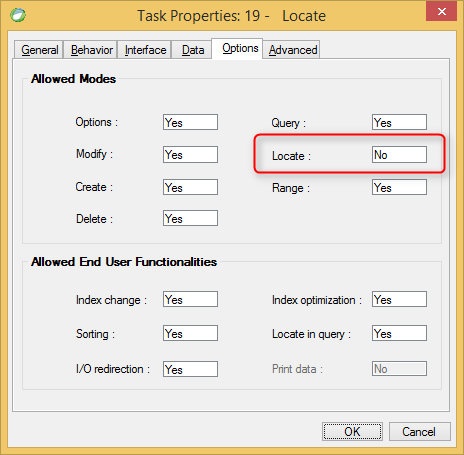 Task Properties: 19 - Locate
General Behavior Interface Data Options Advanced
Allowed Modes
Options : Yes Query : Yes
Modify : Yes Locate : No
Create : Yes Range : Yes
Delete : Yes
Allowed End User Functionalities
Index change : Yes Index optimization : Yes
Sorting : Yes Locate in query : Yes
I/O redirection : Yes Print data : No
OK Cancel